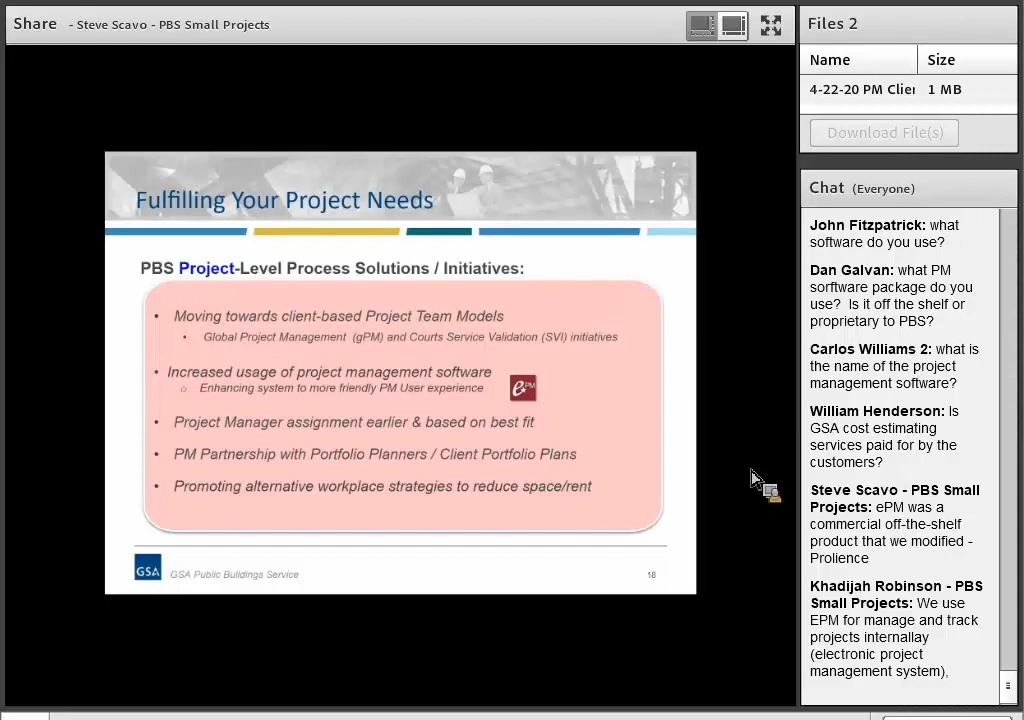 Share - Steve Scavo - PBS Small Projects
Fulfilling Your Project Needs
PBS Project-Level Process Solutions / Initiatives:
• Moving towards client-based Project Team Models
• Global Project Management (gPM) and Courts Service Validation (SVI) initiatives
• Increased usage of project management software
○ Enhancing system to more friendly PM User experience
ePM
• Project Manager assignment earlier & based on best fit
• PM Partnership with Portfolio Planners / Client Portfolio Plans
• Promoting alternative workplace strategies to reduce space/rent
GSA
GSA Public Buildings Service
18
Files 2
Name Size
4-22-20 PM Clier 1 MB
Download File(s)
Chat (Everyone)
John Fitzpatrick: what
software do you use?
Dan Galvan: what PM
sorftware package do you
use? Is it off the shelf or
proprietary to PBS?
Carlos Williams 2: what is
the name of the project
management software?
William Henderson: Is
GSA cost estimating
services paid for by the
customers?
Steve Scavo - PBS Small
Projects: ePM was a
commercial off-the-shelf
product that we modified -
Prolience
Khadijah Robinson - PBS
Small Projects: We use
EPM for manage and track
projects internallay
(electronic project
management system),